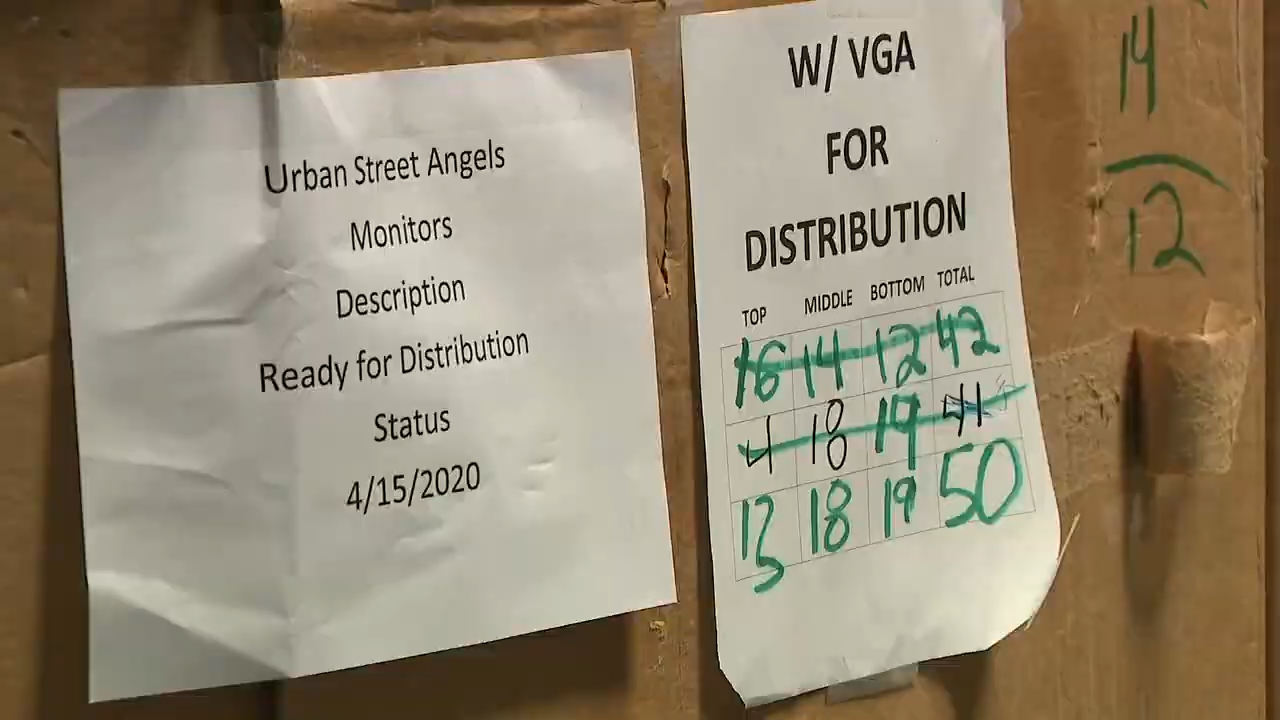 Urban Street Angels
Monitors
Description
Ready for Distribution
Status
4/15/2020
W/ VGA
FOR
DISTRIBUTION
TOP MIDDLE BOTTOM TOTAL
16 14 12 42
4 18 19 41
13 18 19 50
14
12